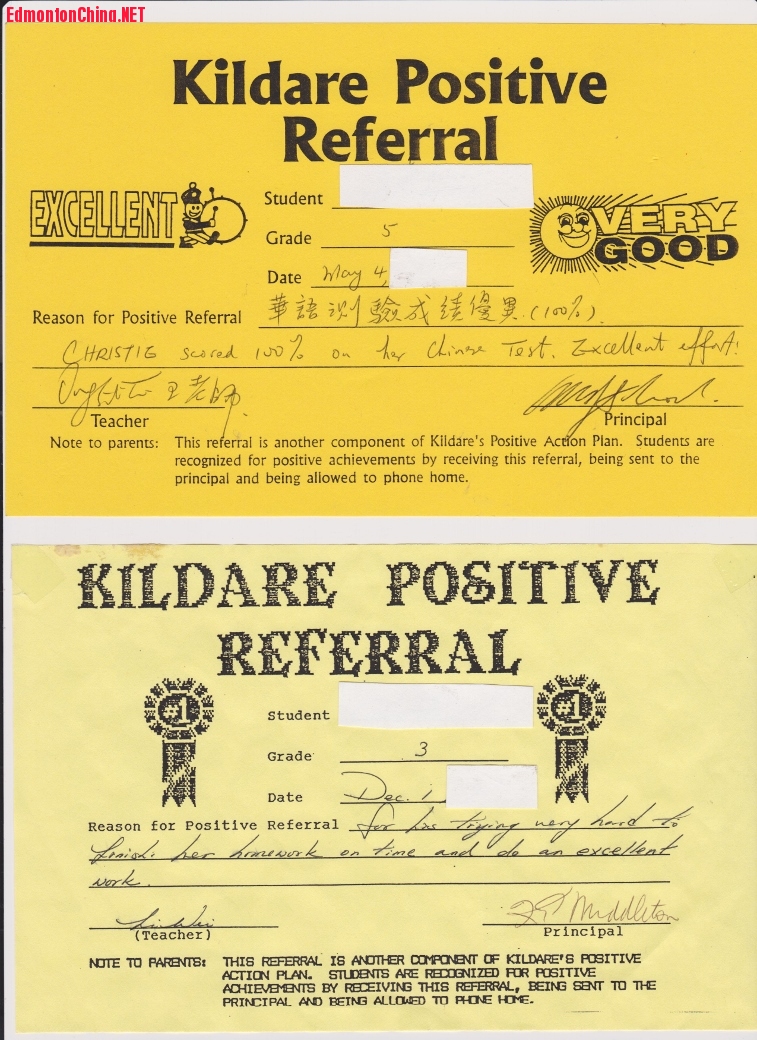 EdmontonChina.NET
Kildare Positive
Referral
EXCELLENT
Student
VERY
GOOD
Grade 5
Date May 4,
Reason for Positive Referral 華語測驗成績優異 (100%).
CHRISTIE scored 100% on her Chinese Test. Excellent effort!
王老師
Teacher Principal
Note to parents: This referral is another component of Kildare's Positive Action Plan. Students are
recognized for positive achievements by receiving this referral, being sent to the
principal and being allowed to phone home.
KILDARE POSITIVE
REFERRAL
#1 #1
Student
Grade 3
Date Dec. 1
Reason for Positive Referral for has trying very hard to
finish her homework on time and do an excellent
work.
Middleton
(Teacher) Principal
NOTE TO PARENTS: THIS REFERRAL IS ANOTHER COMPONENT OF KILDARE'S POSITIVE
ACTION PLAN. STUDENTS ARE RECOGNIZED FOR POSITIVE
ACHIEVEMENTS BY RECEIVING THIS REFERRAL, BEING SENT TO THE
PRINCIPAL AND BEING ALLOWED TO PHONE HOME.